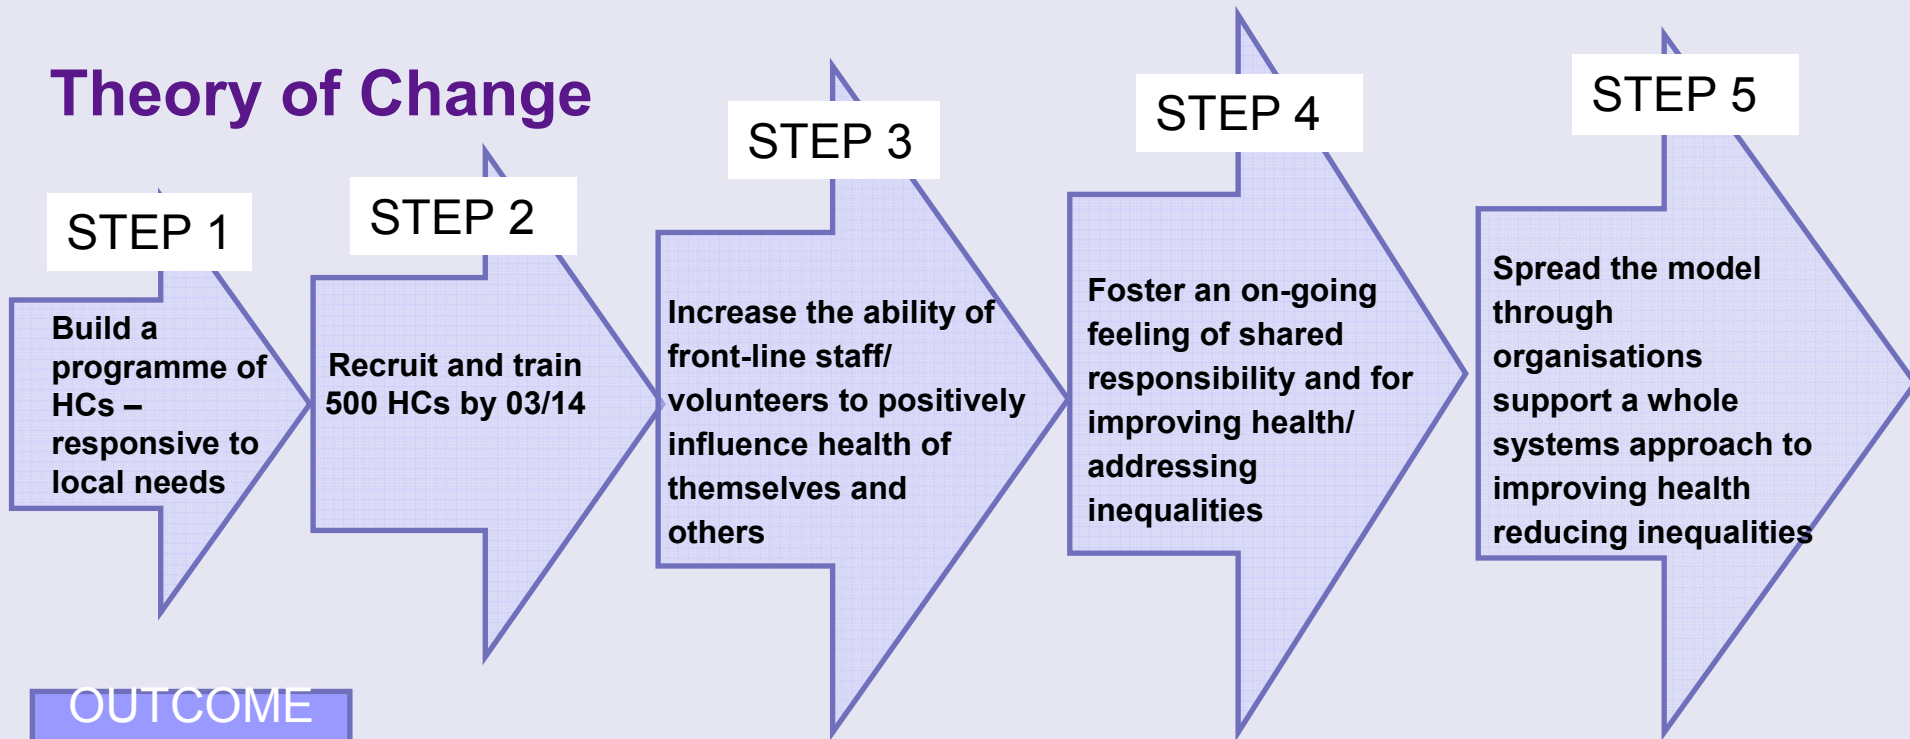 Theory of Change
STEP 1
Build a
programme of
HCs –
responsive to
local needs
STEP 2
Recruit and train
500 HCs by 03/14
STEP 3
Increase the ability of
front-line staff/
volunteers to positively
influence health of
themselves and
others
STEP 4
Foster an on-going
feeling of shared
responsibility and for
improving health/
addressing
inequalities
STEP 5
Spread the model
through
organisations
support a whole
systems approach to
improving health
reducing inequalities
OUTCOME